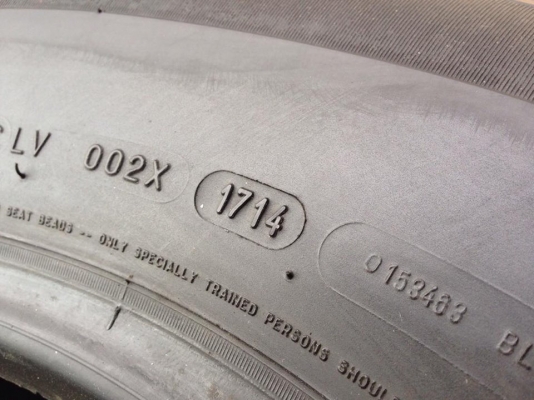 LV 002X 1714 0153463
SEAT BEADS -- ONLY SPECIALLY TRAINED PERSONS